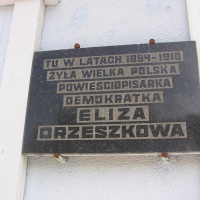 TU W LATACH 1894-1910
ŻYŁA WIELKA POLSKA
POWIEŚCIOPISARKA
DEMOKRATKA
ELIZA
ORZESZKOWA